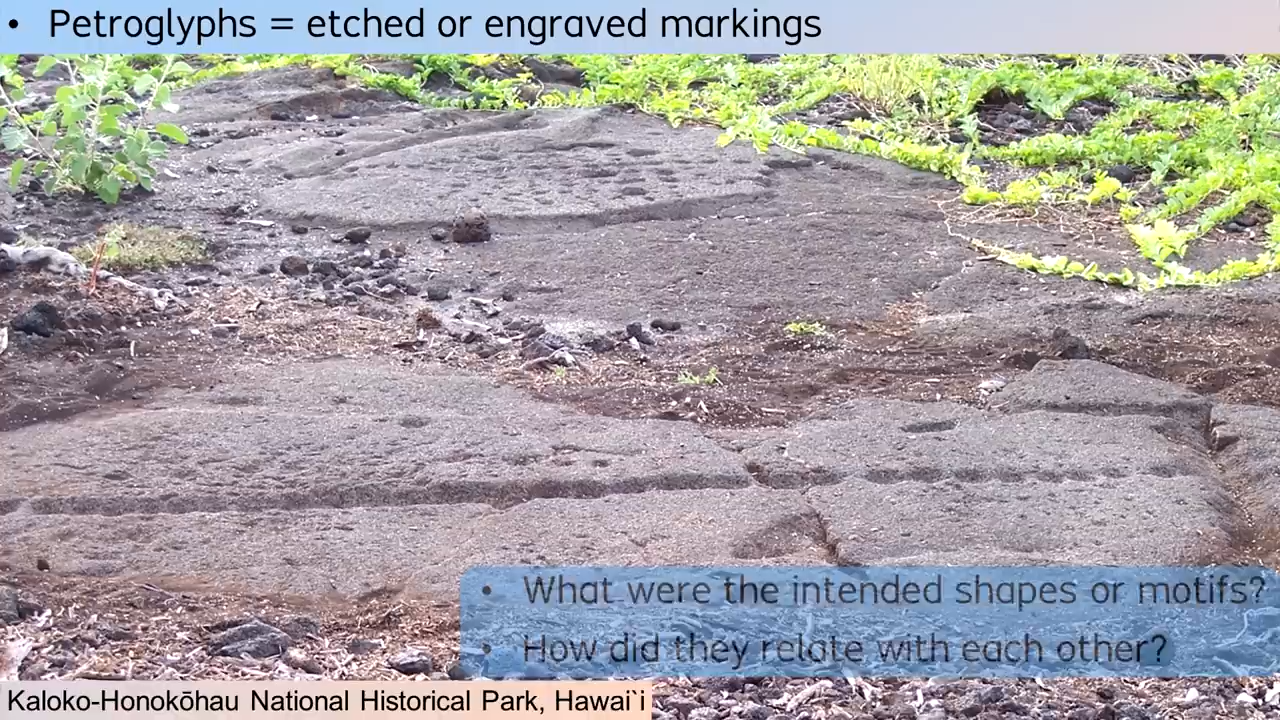 • Petroglyphs = etched or engraved markings
• What were the intended shapes or motifs?
• How did they relate with each other?
Kaloko-Honokōhau National Historical Park, Hawai`i